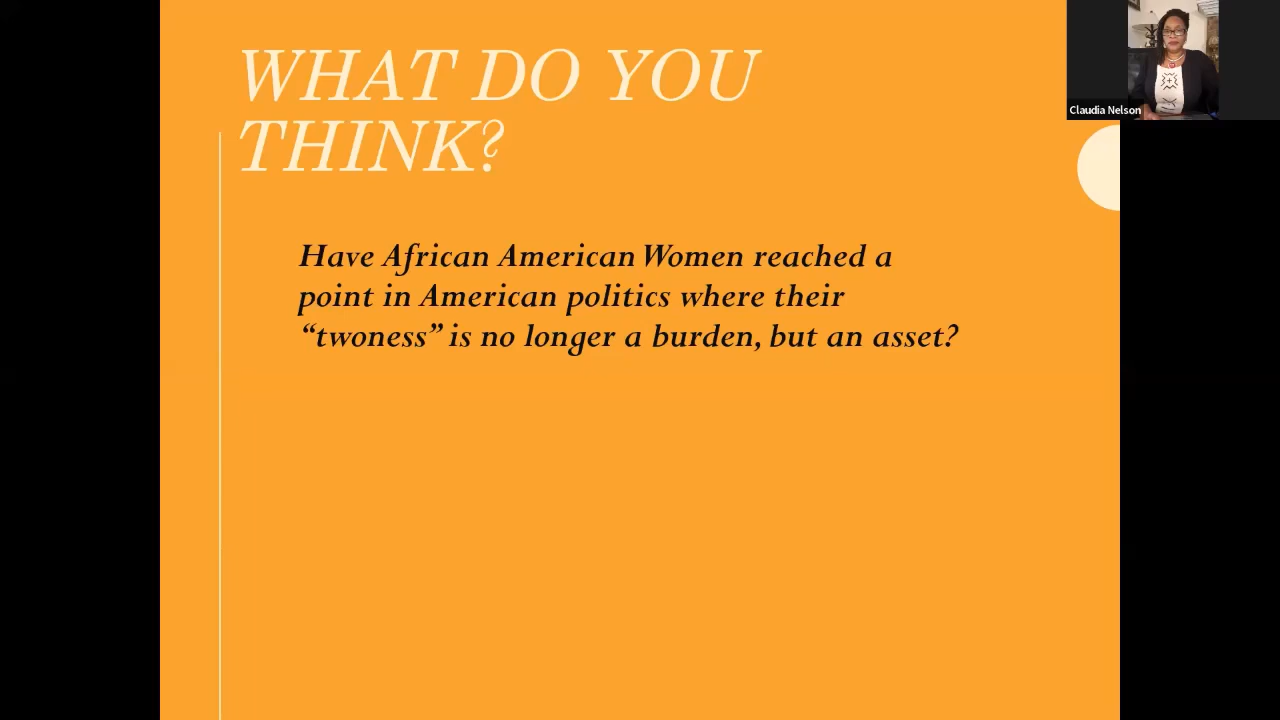 WHAT DO YOU
THINK?
Have African American Women reached a
point in American politics where their
“twoness” is no longer a burden, but an asset?
Claudia Nelson